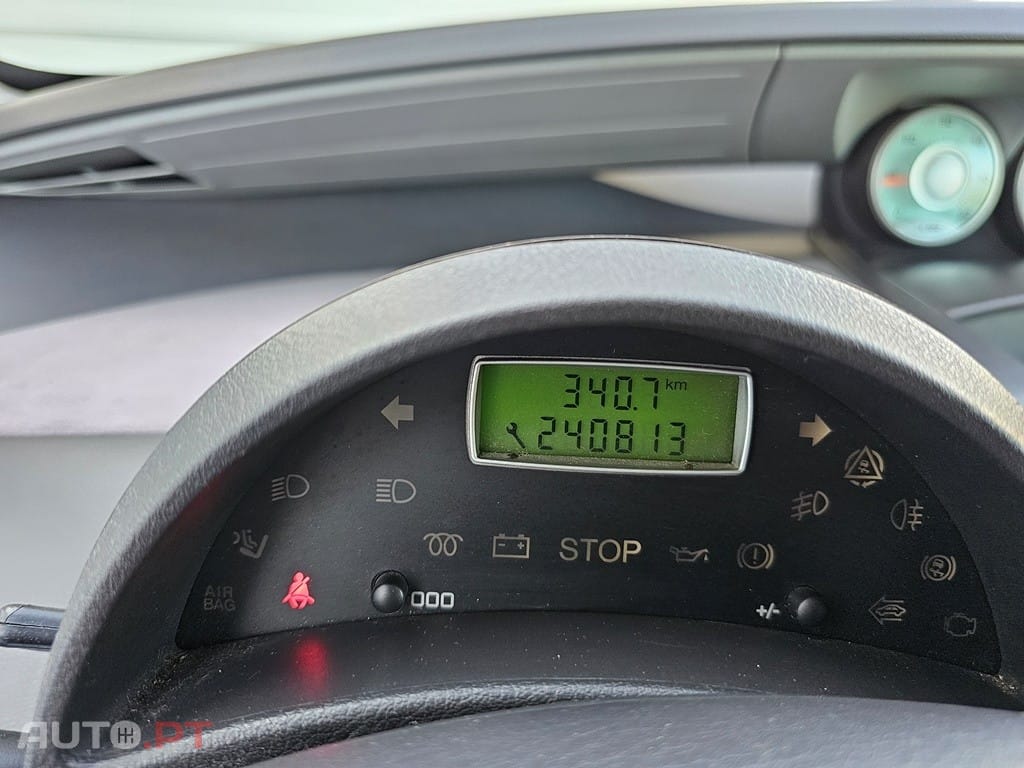 340.7 km
240813
STOP
AIR
BAG
000
+/-
AUTO.PT